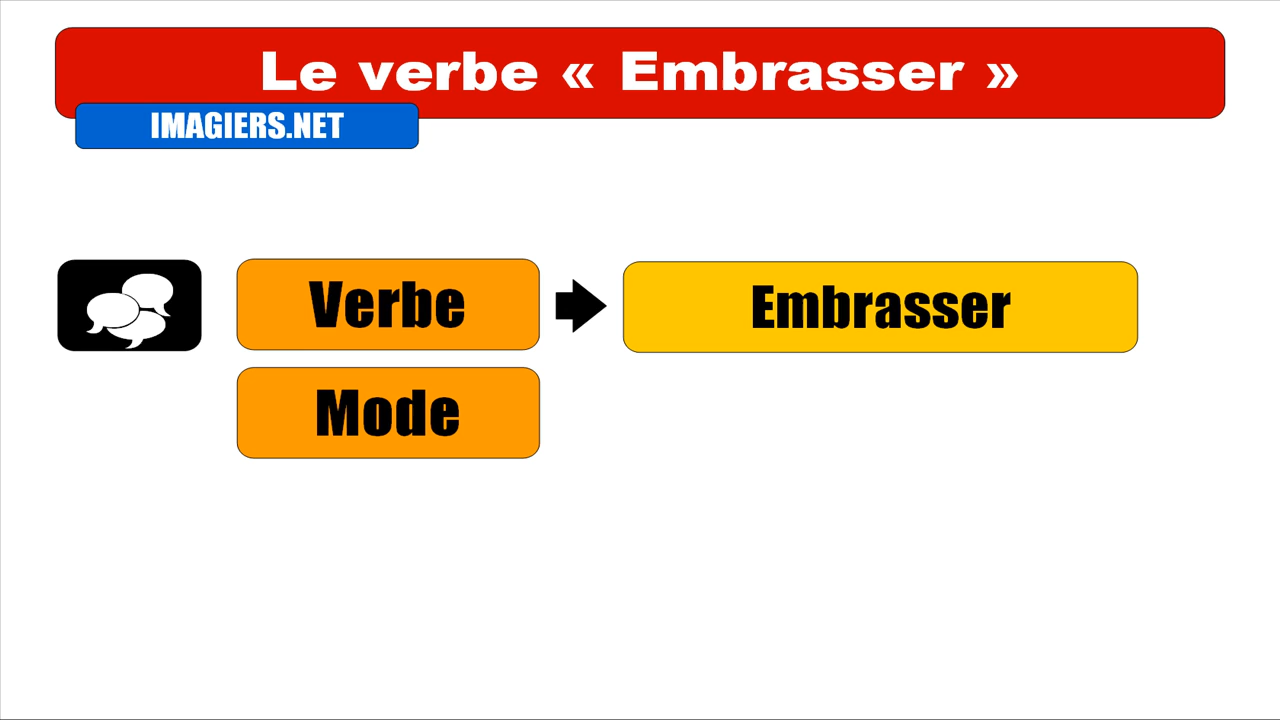 Le verbe « Embrasser »
IMAGIERS.NET
Verbe
Embrasser
Mode